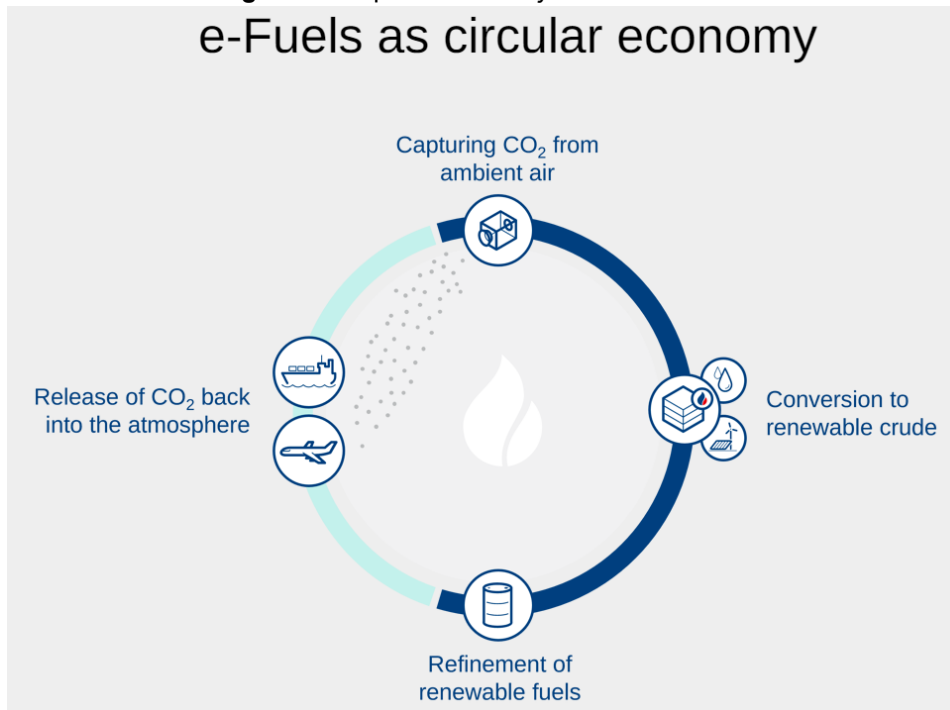 e-Fuels as circular economy
Capturing CO₂ from
ambient air
Release of CO₂ back
into the atmosphere
Conversion to
renewable crude
Refinement of
renewable fuels